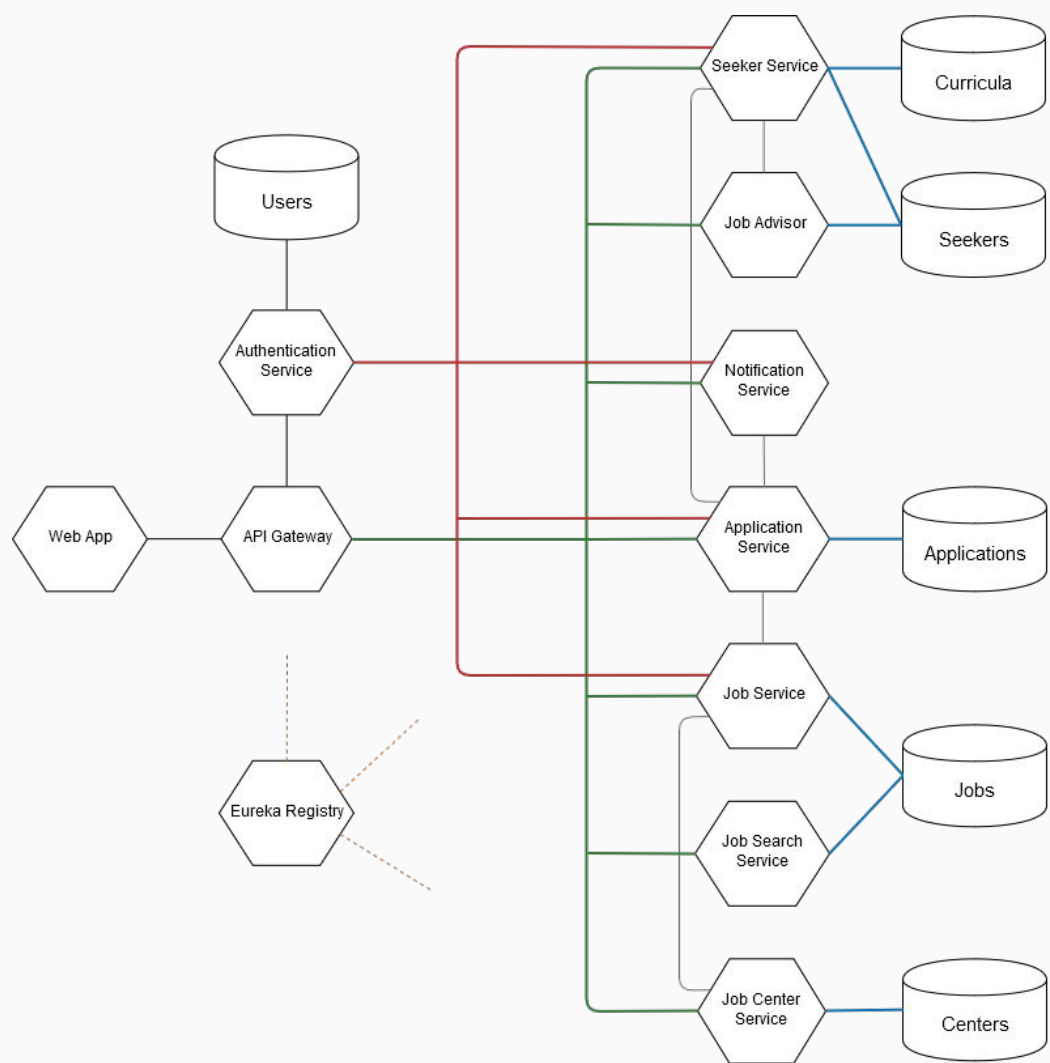 Seeker Service
Curricula
Users
Job Advisor
Seekers
Authentication
Service
Notification
Service
Web App
API Gateway
Application
Service
Applications
Job Service
Eureka Registry
Jobs
Job Search
Service
Job Center
Service
Centers